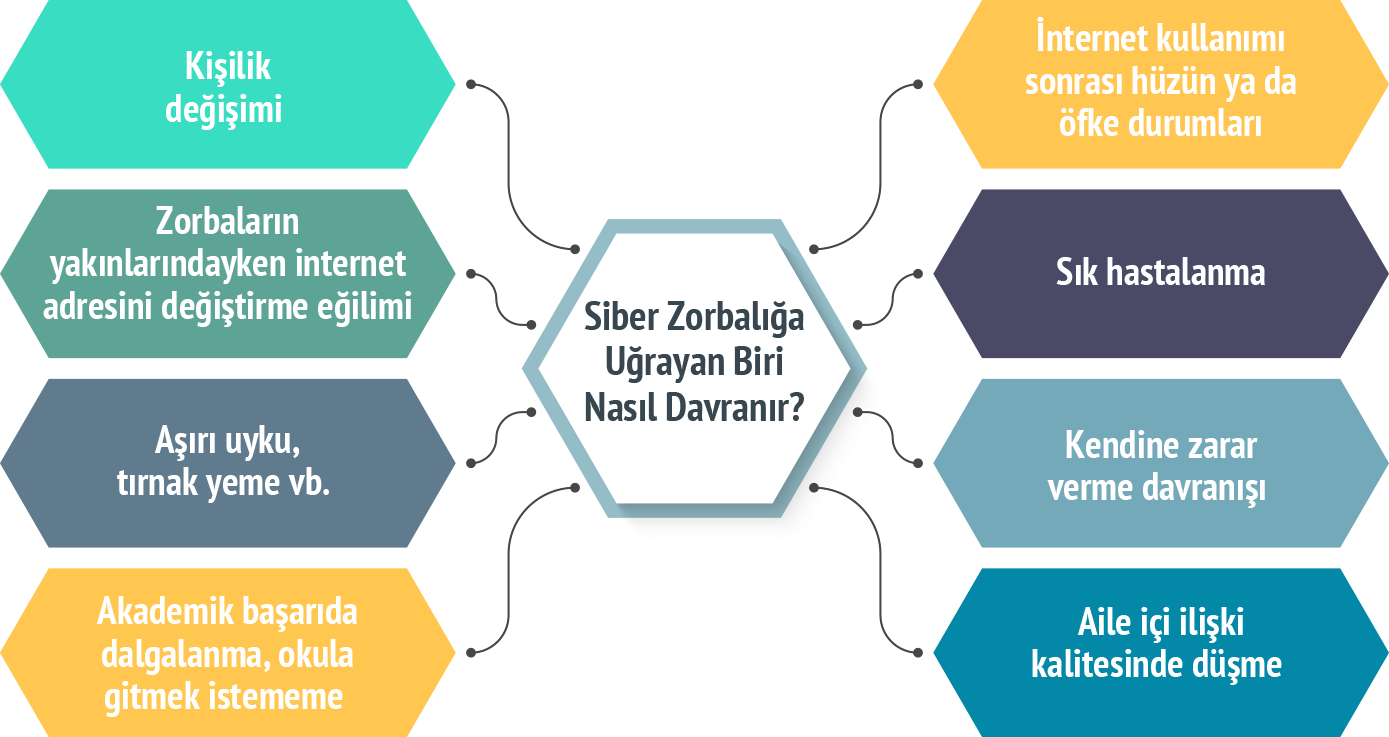 Kişilik
değişimi
Zorbaların
yakınlarındayken internet
adresini değiştirme eğilimi
Aşırı uyku,
tırnak yeme vb.
Akademik başarıda
dalgalanma, okula
gitmek istememe
Siber Zorbalığa
Uğrayan Biri
Nasıl Davranır?
İnternet kullanımı
sonrası hüzün ya da
öfke durumları
Sık hastalanma
Kendine zarar
verme davranışı
Aile içi ilişki
kalitesinde düşme